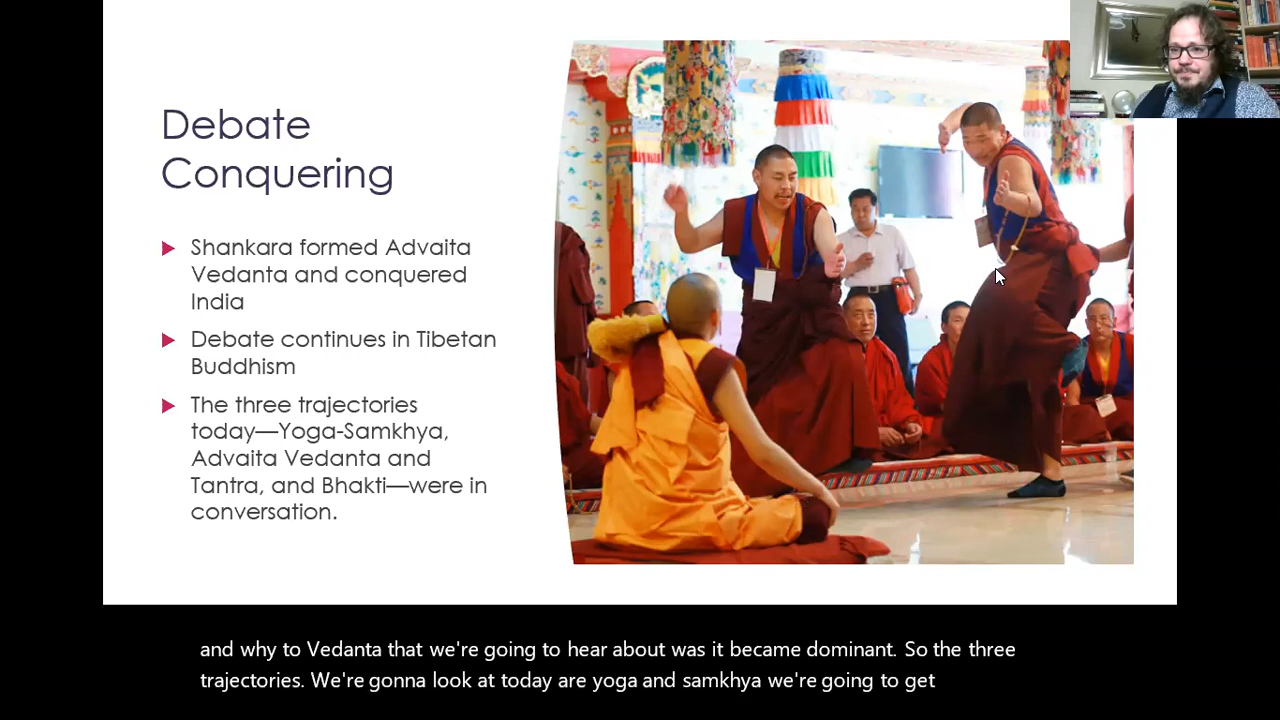 Debate
Conquering
Shankara formed Advaita
Vedanta and conquered
India
Debate continues in Tibetan
Buddhism
The three trajectories
today—Yoga-Samkhya,
Advaita Vedanta and
Tantra, and Bhakti—were in
conversation.
and why to Vedanta that we're going to hear about was it became dominant. So the three
trajectories. We're gonna look at today are yoga and samkhya we're going to get